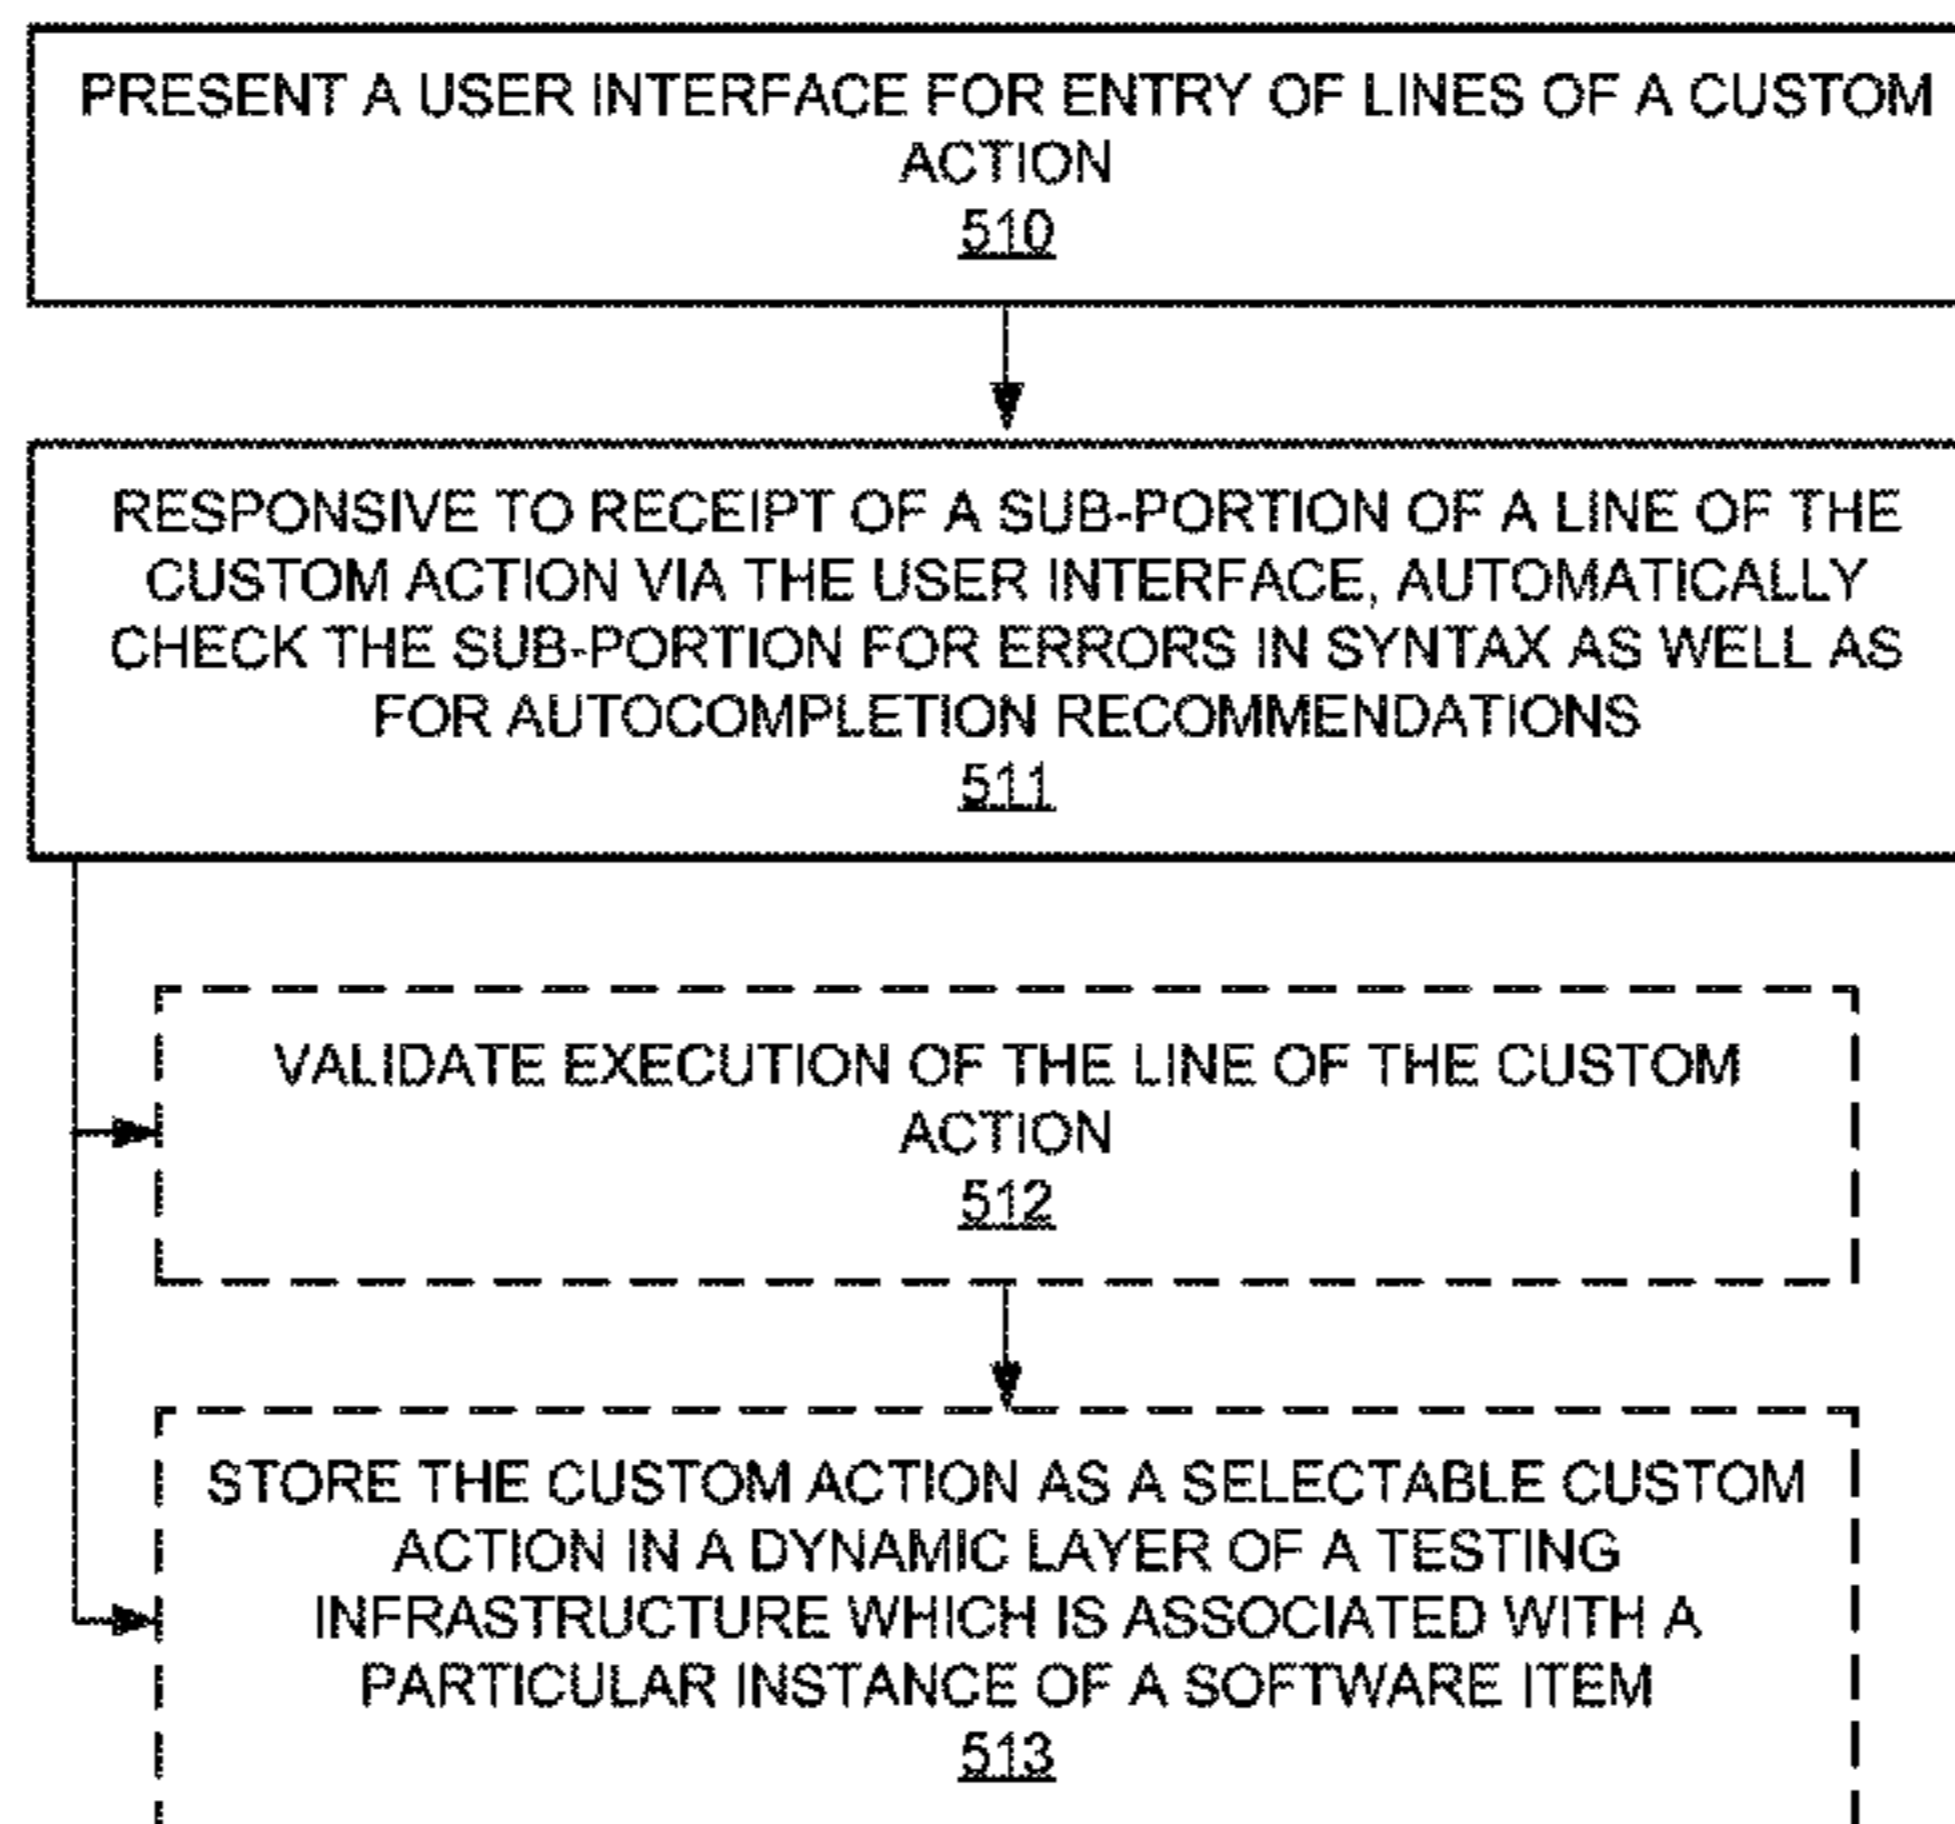 PRESENT A USER INTERFACE FOR ENTRY OF LINES OF A CUSTOM
ACTION
510
RESPONSIVE TO RECEIPT OF A SUB-PORTION OF A LINE OF THE
CUSTOM ACTION VIA THE USER INTERFACE, AUTOMATICALLY
CHECK THE SUB-PORTION FOR ERRORS IN SYNTAX AS WELL AS
FOR AUTOCOMPLETION RECOMMENDATIONS
511
VALIDATE EXECUTION OF THE LINE OF THE CUSTOM
ACTION
512
STORE THE CUSTOM ACTION AS A SELECTABLE CUSTOM
ACTION IN A DYNAMIC LAYER OF A TESTING
INFRASTRUCTURE WHICH IS ASSOCIATED WITH A
PARTICULAR INSTANCE OF A SOFTWARE ITEM
513